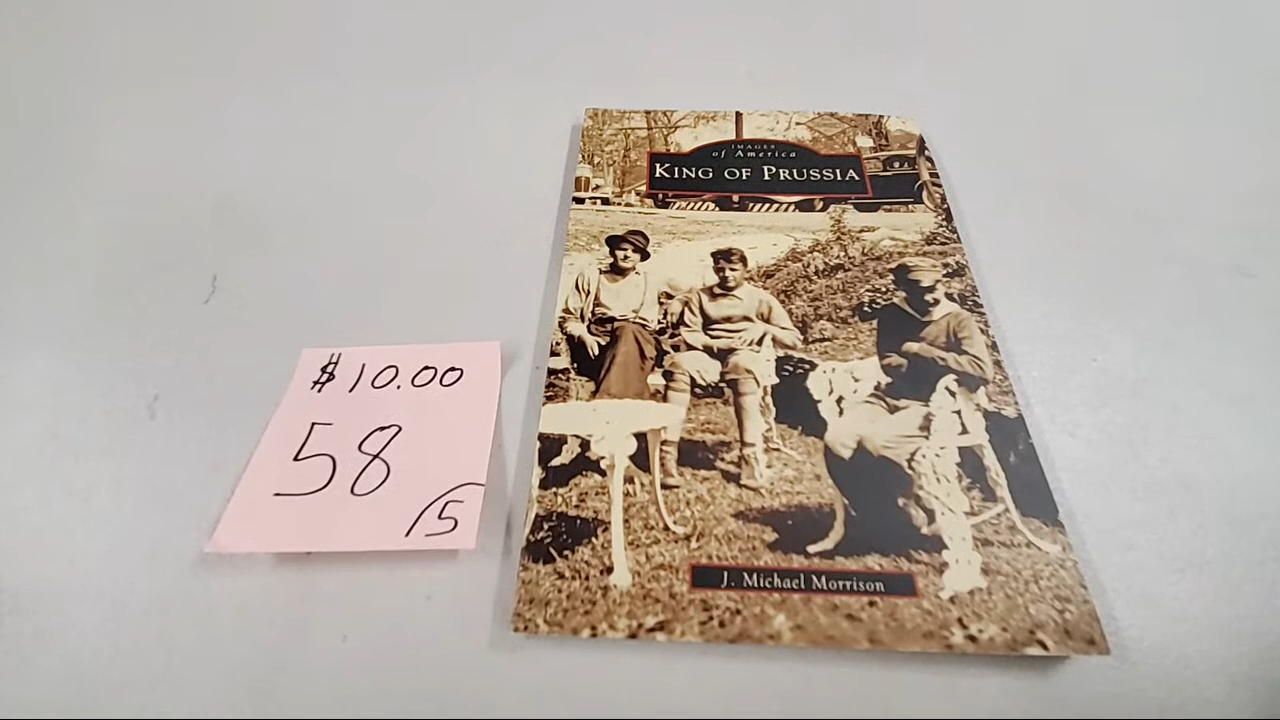 $10.00
58
5
IMAGES
of America
KING OF PRUSSIA
J. Michael Morrison